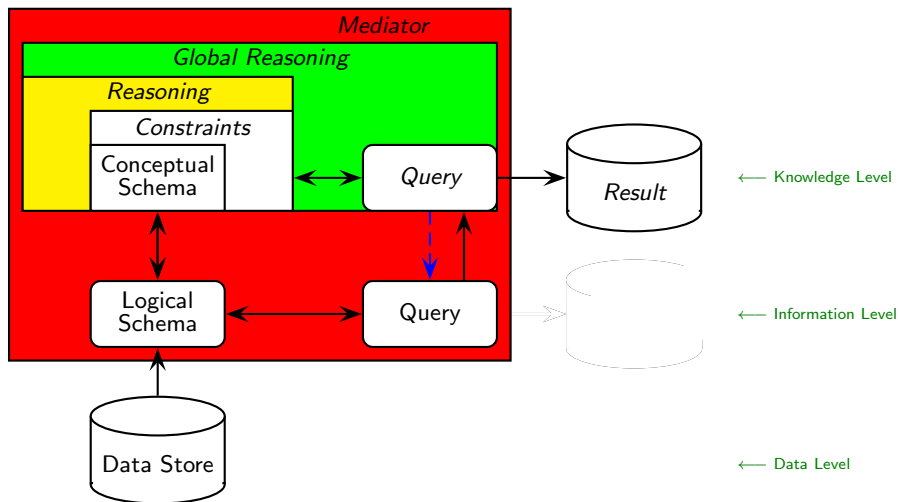 Mediator
Global Reasoning
Reasoning
Constraints
Conceptual
Schema
Query
Result
⟵ Knowledge Level
Logical
Schema
Query
⟵ Information Level
Data Store
⟵ Data Level